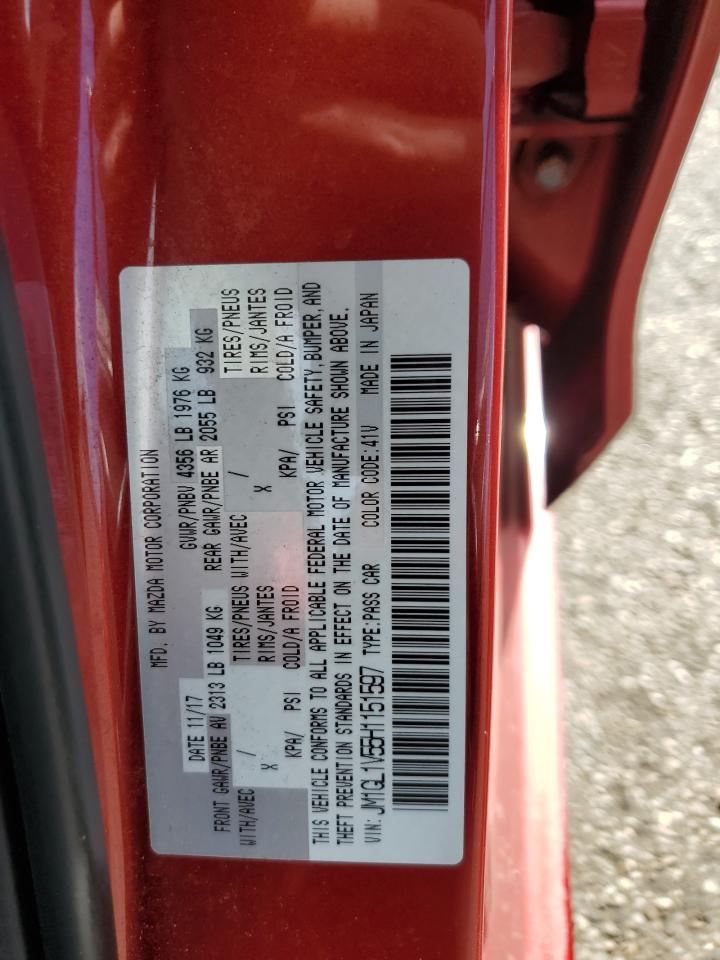 MFD. BY MAZDA MOTOR CORPORATION
DATE 11/17 GVWR/PNBV 4356 LB 1976 KG
FRONT GAWR/PNBE AV 2313 LB 1049 KG REAR GAWR/PNBE AR 2055 LB 932 KG
WITH/AVEC / TIRES/PNEUS WITH/AVEC / TIRES/PNEUS
X RIMS/JANTES X RIMS/JANTES
KPA/ PSI COLD/A FROID KPA/ PSI COLD/A FROID
THIS VEHICLE CONFORMS TO ALL APPLICABLE FEDERAL MOTOR VEHICLE SAFETY, BUMPER, AND
THEFT PREVENTION STANDARDS IN EFFECT ON THE DATE OF MANUFACTURE SHOWN ABOVE.
VIN: JM1GL1V55H1151597 TYPE:PASS CAR COLOR CODE:41V MADE IN JAPAN